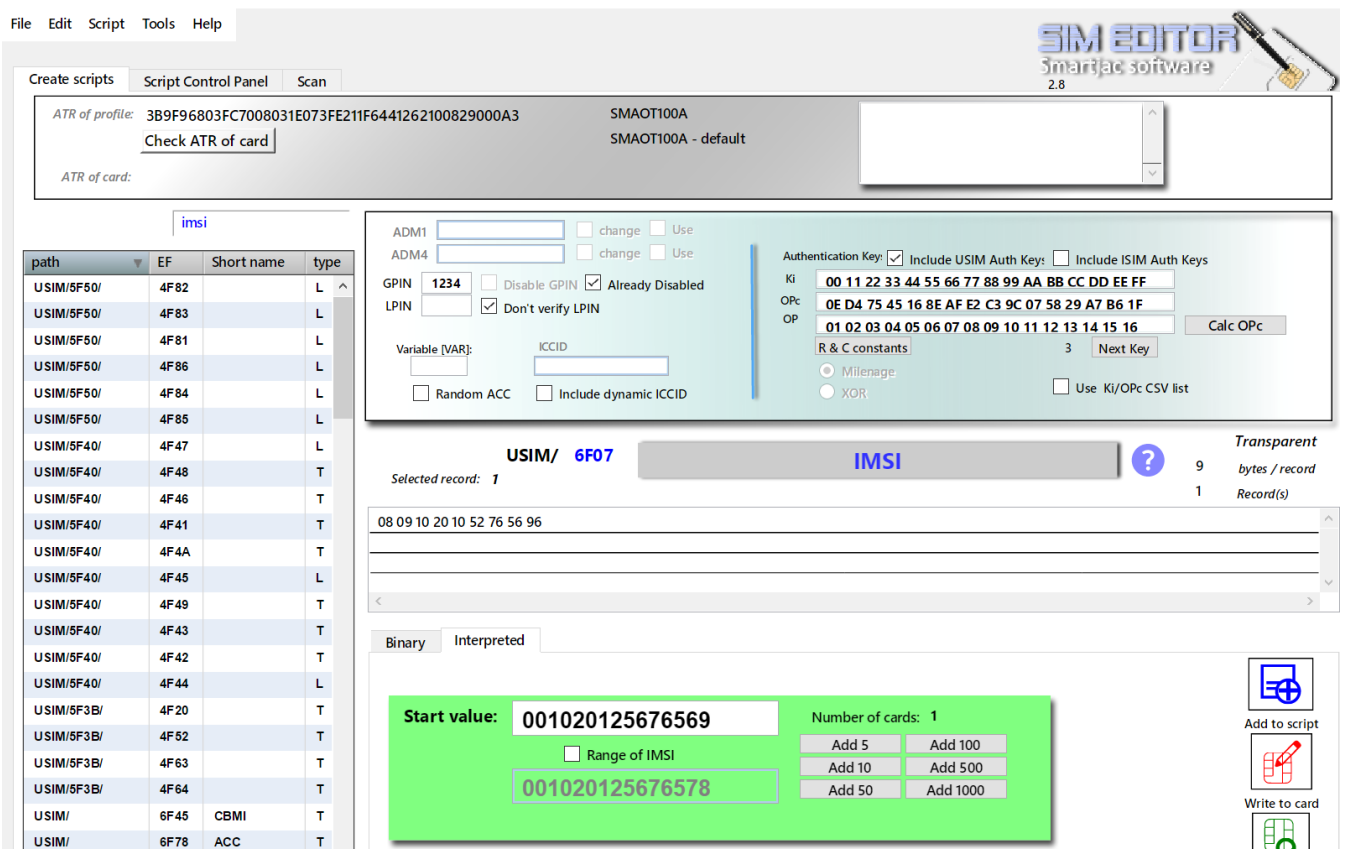 File Edit Script Tools Help
SIM EDITOR
Smartjac software
2.8
Create scripts Script Control Panel Scan
ATR of profile: 3B9F96803FC7008031E073FE211F6441262100829000A3 SMAOT100A
Check ATR of card SMAOT100A - default
ATR of card:
imsi
path EF Short name type
USIM/5F50/ 4F82 L
USIM/5F50/ 4F83 L
USIM/5F50/ 4F81 L
USIM/5F50/ 4F86 L
USIM/5F50/ 4F84 L
USIM/5F50/ 4F85 L
USIM/5F40/ 4F47 L
USIM/5F40/ 4F48 T
USIM/5F40/ 4F46 T
USIM/5F40/ 4F41 T
USIM/5F40/ 4F4A T
USIM/5F40/ 4F45 L
USIM/5F40/ 4F49 T
USIM/5F40/ 4F43 T
USIM/5F40/ 4F42 T
USIM/5F40/ 4F44 L
USIM/5F3B/ 4F20 T
USIM/5F3B/ 4F52 T
USIM/5F3B/ 4F63 T
USIM/5F3B/ 4F64 T
USIM/ 6F45 CBMI T
USIM/ 6F78 ACC T
ADM1 change Use
ADM4 change Use
GPIN 1234 Disable GPIN Already Disabled
LPIN Don't verify LPIN
Variable [VAR]: ICCID
Random ACC Include dynamic ICCID
Authentication Key: Include USIM Auth Keys Include ISIM Auth Keys
Ki 00 11 22 33 44 55 66 77 88 99 AA BB CC DD EE FF
OPc 0E D4 75 45 16 8E AF E2 C3 9C 07 58 29 A7 B6 1F
OP 01 02 03 04 05 06 07 08 09 10 11 12 13 14 15 16 Calc OPc
R & C constants 3 Next Key
Milenage
XOR
Use Ki/OPc CSV list
USIM/ 6F07 IMSI ?
Selected record: 1
Transparent
9 bytes / record
1 Record(s)
08 09 10 20 10 52 76 56 96
Binary Interpreted
Start value: 001020125676569
Range of IMSI
001020125676578
Number of cards: 1
Add 5 Add 100
Add 10 Add 500
Add 50 Add 1000
Add to script
Write to card